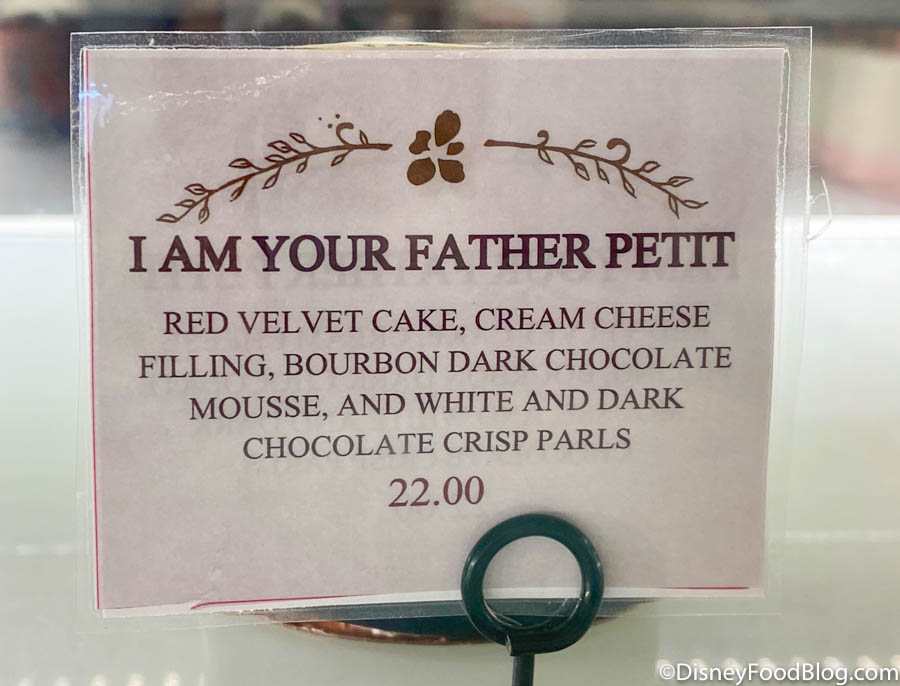 I AM YOUR FATHER PETIT
RED VELVET CAKE, CREAM CHEESE
FILLING, BOURBON DARK CHOCOLATE
MOUSSE, AND WHITE AND DARK
CHOCOLATE CRISP PARLS
22.00
©DisneyFoodBlog.com